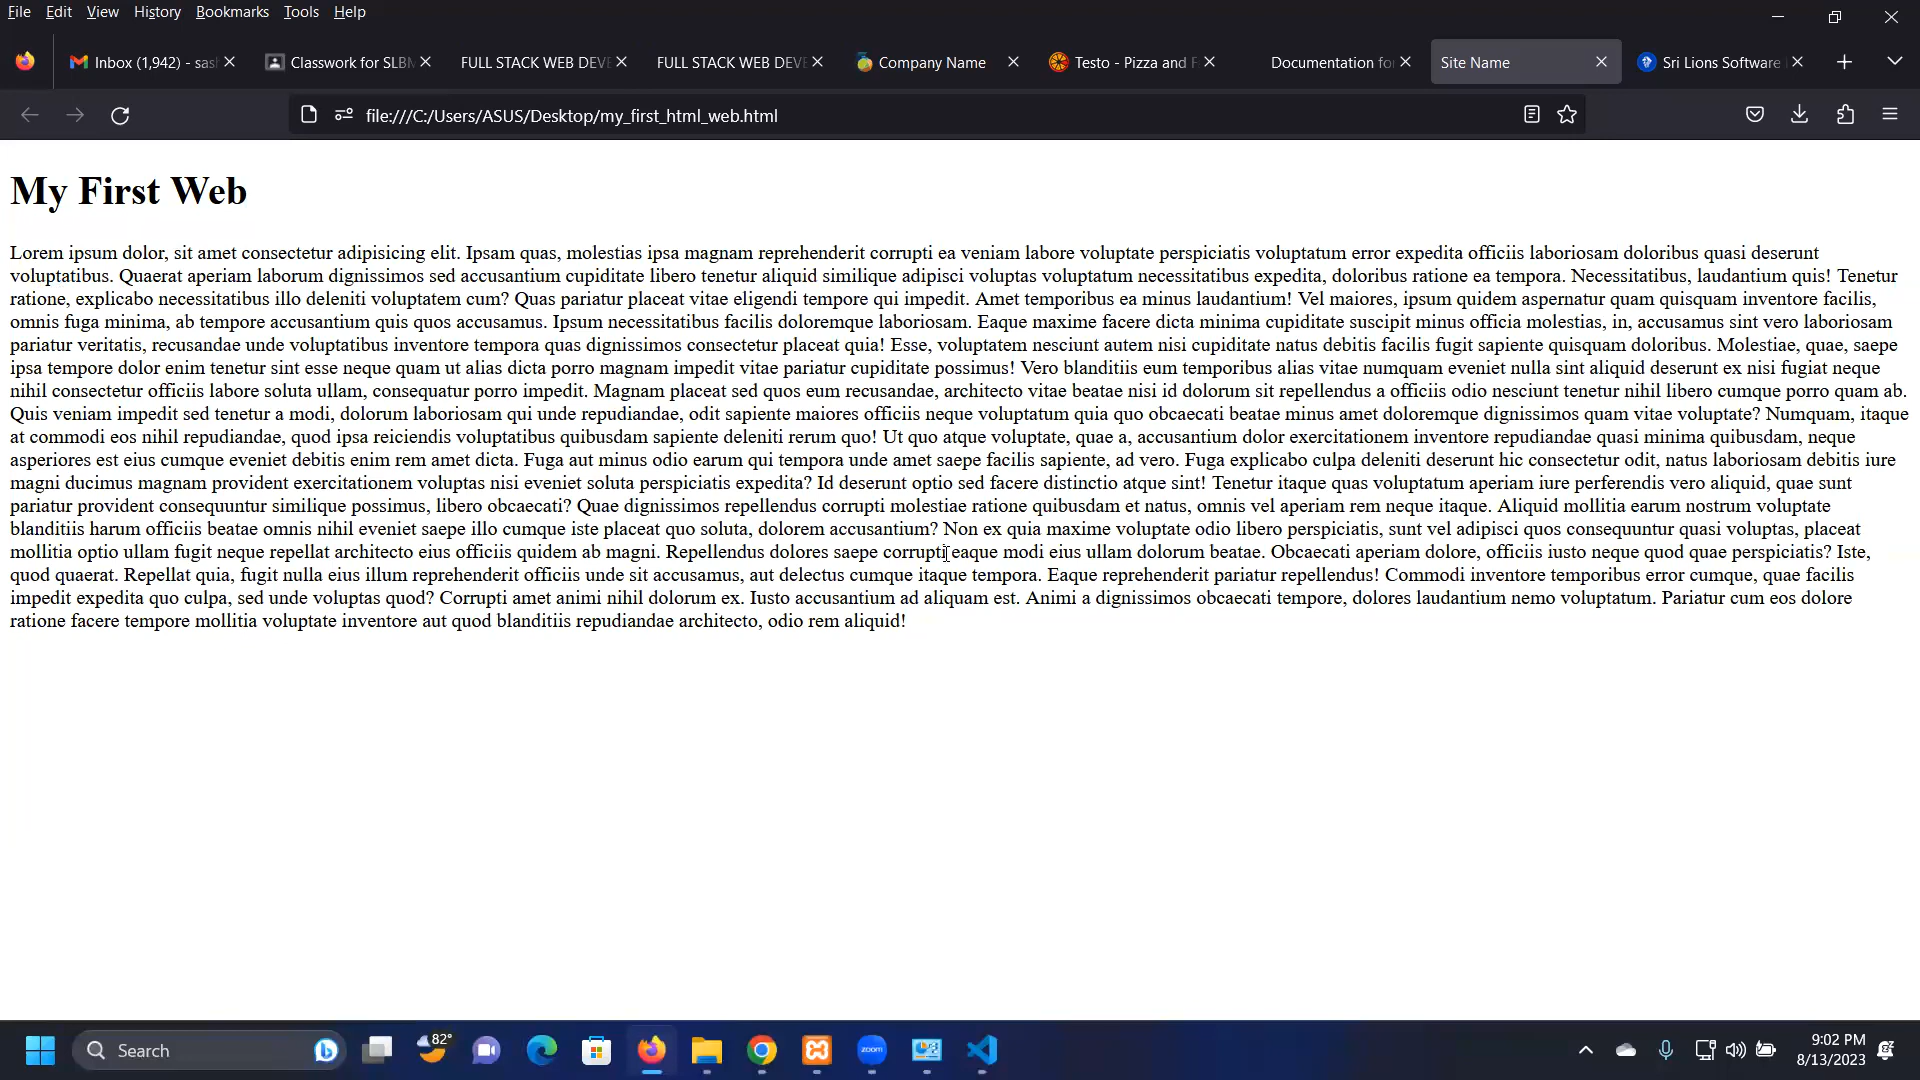 File Edit View History Bookmarks Tools Help
Inbox (1,942) - sas
Classwork for SLBM
FULL STACK WEB DEVE
FULL STACK WEB DEVE
Company Name
Testo - Pizza and F
Documentation fo
Site Name
Sri Lions Software
file:///C:/Users/ASUS/Desktop/my_first_html_web.html
My First Web
Lorem ipsum dolor, sit amet consectetur adipisicing elit. Ipsam quas, molestias ipsa magnam reprehenderit corrupti ea veniam labore voluptate perspiciatis voluptatum error expedita officiis laboriosam doloribus quasi deserunt
voluptatibus. Quaerat aperiam laborum dignissimos sed accusantium cupiditate libero tenetur aliquid similique adipisci voluptas voluptatum necessitatibus expedita, doloribus ratione ea tempora. Necessitatibus, laudantium quis! Tenetur
ratione, explicabo necessitatibus illo deleniti voluptatem cum? Quas pariatur placeat vitae eligendi tempore qui impedit. Amet temporibus ea minus laudantium! Vel maiores, ipsum quidem aspernatur quam quisquam inventore facilis,
omnis fuga minima, ab tempore accusantium quis quos accusamus. Ipsum necessitatibus facilis doloremque laboriosam. Eaque maxime facere dicta minima cupiditate suscipit minus officia molestias, in, accusamus sint vero laboriosam
pariatur veritatis, recusandae unde voluptatibus inventore tempora quas dignissimos consectetur placeat quia! Esse, voluptatem nesciunt autem nisi cupiditate natus debitis facilis fugit sapiente quisquam doloribus. Molestiae, quae, saepe
ipsa tempore dolor enim tenetur sint esse neque quam ut alias dicta porro magnam impedit vitae pariatur cupiditate possimus! Vero blanditiis eum temporibus alias vitae numquam eveniet nulla sint aliquid deserunt ex nisi fugiat neque
nihil consectetur officiis labore soluta ullam, consequatur porro impedit. Magnam placeat sed quos eum recusandae, architecto vitae beatae nisi id dolorum sit repellendus a officiis odio nesciunt tenetur nihil libero cumque porro quam ab.
Quis veniam impedit sed tenetur a modi, dolorum laboriosam qui unde repudiandae, odit sapiente maiores officiis neque voluptatum quia quo obcaecati beatae minus amet doloremque dignissimos quam vitae voluptate? Numquam, itaque
at commodi eos nihil repudiandae, quod ipsa reiciendis voluptatibus quibusdam sapiente deleniti rerum quo! Ut quo atque voluptate, quae a, accusantium dolor exercitationem inventore repudiandae quasi minima quibusdam, neque
asperiores est eius cumque eveniet debitis enim rem amet dicta. Fuga aut minus odio earum qui tempora unde amet saepe facilis sapiente, ad vero. Fuga explicabo culpa deleniti deserunt hic consectetur odit, natus laboriosam debitis iure
magni ducimus magnam provident exercitationem voluptas nisi eveniet soluta perspiciatis expedita? Id deserunt optio sed facere distinctio atque sint! Tenetur itaque quas voluptatum aperiam iure perferendis vero aliquid, quae sunt
pariatur provident consequuntur similique possimus, libero obcaecati? Quae dignissimos repellendus corrupti molestiae ratione quibusdam et natus, omnis vel aperiam rem neque itaque. Aliquid mollitia earum nostrum voluptate
blanditiis harum officiis beatae omnis nihil eveniet saepe illo cumque iste placeat quo soluta, dolorem accusantium? Non ex quia maxime voluptate odio libero perspiciatis, sunt vel adipisci quos consequuntur quasi voluptas, placeat
mollitia optio ullam fugit neque repellat architecto eius officiis quidem ab magni. Repellendus dolores saepe corrupti eaque modi eius ullam dolorum beatae. Obcaecati aperiam dolore, officiis iusto neque quod quae perspiciatis? Iste,
quod quaerat. Repellat quia, fugit nulla eius illum reprehenderit officiis unde sit accusamus, aut delectus cumque itaque tempora. Eaque reprehenderit pariatur repellendus! Commodi inventore temporibus error cumque, quae facilis
impedit expedita quo culpa, sed unde voluptas quod? Corrupti amet animi nihil dolorum ex. Iusto accusantium ad aliquam est. Animi a dignissimos obcaecati tempore, dolores laudantium nemo voluptatum. Pariatur cum eos dolore
ratione facere tempore mollitia voluptate inventore aut quod blanditiis repudiandae architecto, odio rem aliquid!
Search
82°
zoom
9:02 PM
8/13/2023